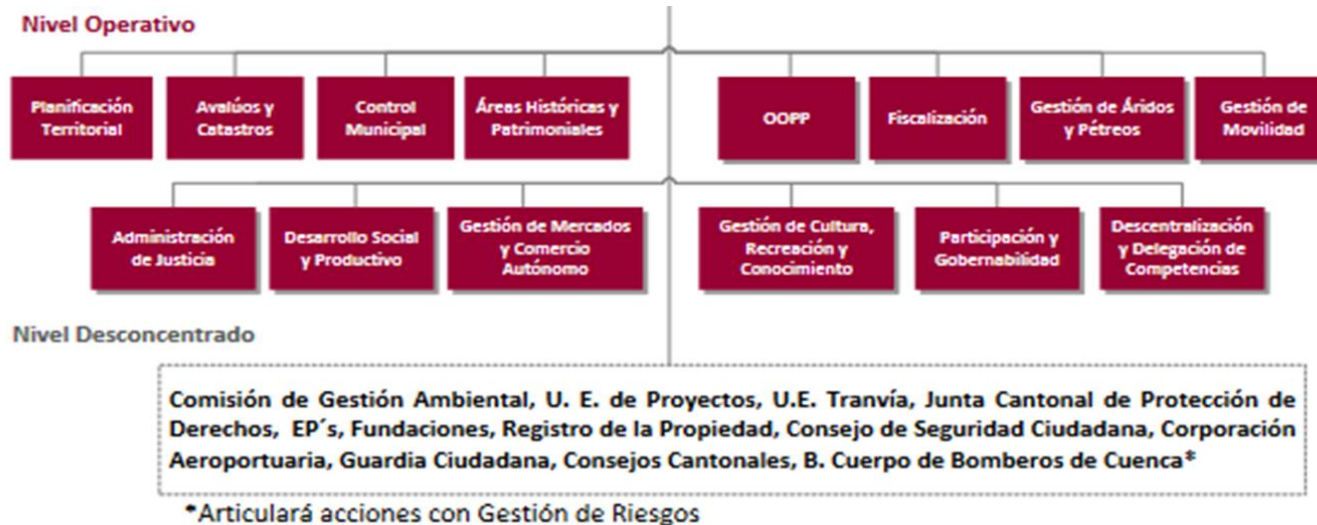 Nivel Operativo
Planificación
Territorial
Avalúos y
Catastros
Control
Municipal
Áreas Históricas y
Patrimoniales
OOPP
Fiscalización
Gestión de Áridos
y Pétreos
Gestión de
Movilidad
Administración
de Justicia
Desarrollo Social
y Productivo
Gestión de Mercados
y Comercio
Autónomo
Gestión de Cultura,
Recreación y
Conocimiento
Participación y
Gobernabilidad
Descentralización
y Delegación de
Competencias
Nivel Desconcentrado
Comisión de Gestión Ambiental, U. E. de Proyectos, U.E. Tranvía, Junta Cantonal de Protección de
Derechos, EP´s, Fundaciones, Registro de la Propiedad, Consejo de Seguridad Ciudadana, Corporación
Aeroportuaria, Guardia Ciudadana, Consejos Cantonales, B. Cuerpo de Bomberos de Cuenca*
*Articulará acciones con Gestión de Riesgos